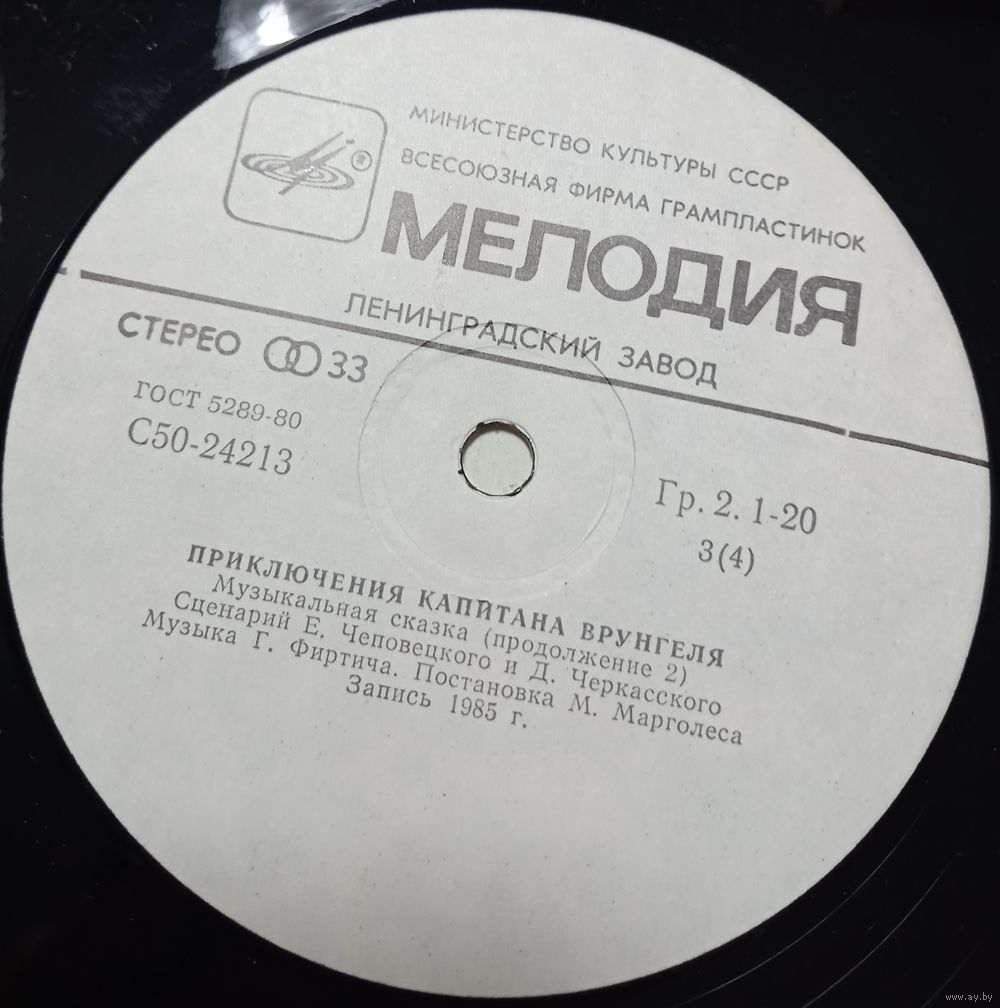 МИНИСТЕРСТВО КУЛЬТУРЫ СССР
ВСЕСОЮЗНАЯ ФИРМА ГРАМПЛАСТИНОК
®
МЕЛОДИЯ
ЛЕНИНГРАДСКИЙ ЗАВОД
СТЕРЕО 33
ГОСТ 5289-80
С50-24213
Гр. 2. 1-20
3(4)
ПРИКЛЮЧЕНИЯ КАПИТАНА ВРУНГЕЛЯ
Музыкальная сказка (продолжение 2)
Сценарий Е. Чеповецкого и Д. Черкасского
Музыка Г. Фиртича. Постановка М. Марголеса
Запись 1985 г.
www.ay.by